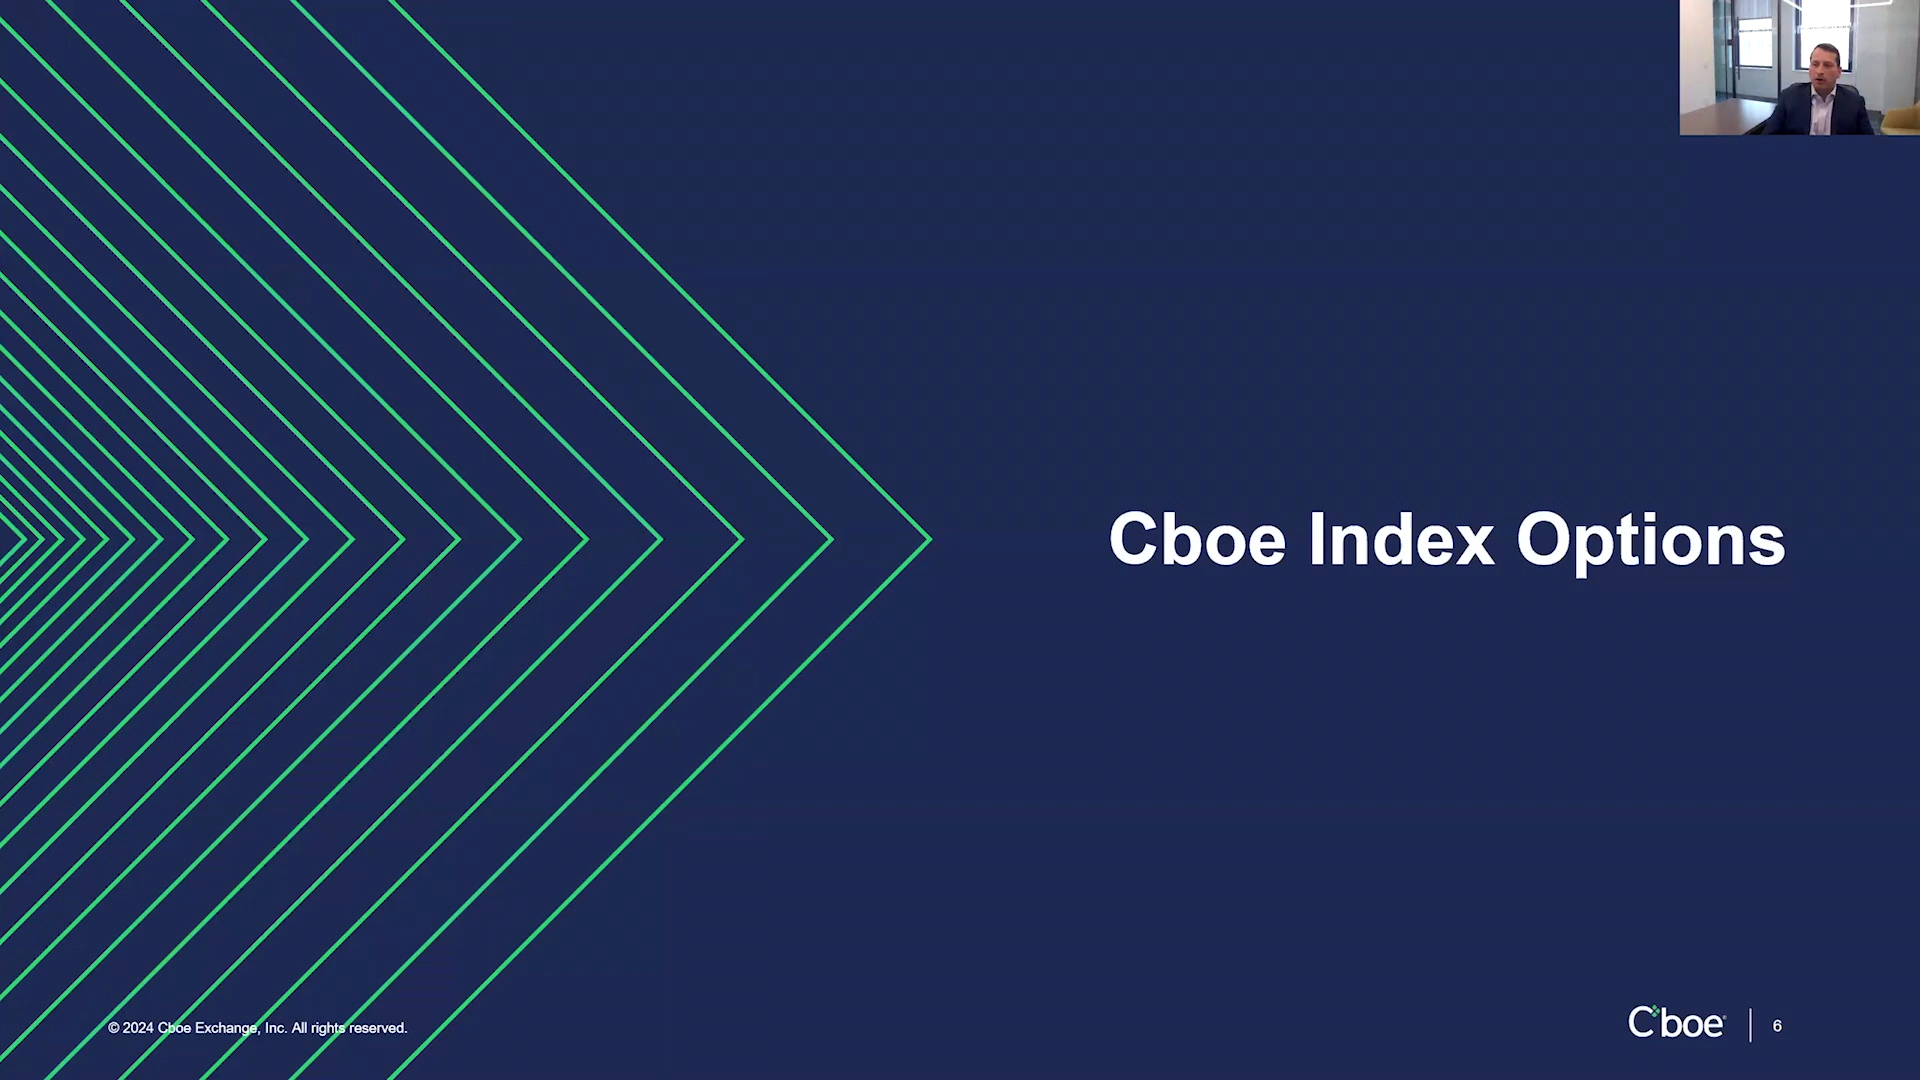 Cboe Index Options
© 2024 Cboe Exchange, Inc. All rights reserved.
Cboe®
6